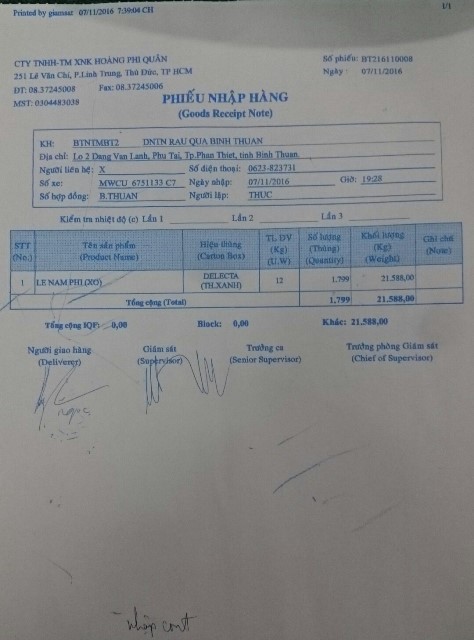 Printed by giamsat 07/11/2016 7:39:04 CH
1/1
CTY TNHH-TM XNK HOÀNG PHI QUÂN
Số phiếu: BT216110008
251 Lê Văn Chí, P.Linh Trung, Thủ Đức, TP HCM
Ngày : 07/11/2016
ĐT: 08.37245008 Fax: 08.37245006
MST: 0304483038
PHIẾU NHẬP HÀNG
(Goods Receipt Note)
KH: BTNTMHT2 DNTN RAU QUA BINH THUAN
Địa chỉ: Lo 2 Dang Van Lanh, Phu Tai, Tp.Phan Thiet, tinh Binh Thuan.
Người liên hệ: X Số điện thoại: 0623-823731
Số xe: MWCU 6751133 C7 Ngày nhập: 07/11/2016 Giờ: 19:28
Số hợp đồng: B.THUAN Người lập: THUC
Kiểm tra nhiệt độ (c) Lần 1 Lần 2 Lần 3
STT (No.) Tên sản phẩm (Product Name) Hiệu thùng (Carton Box) TL ĐV (Kg) (U.W) Số lượng (Thùng) (Quantity) Khối lượng (Kg) (Weight) Ghi chú (Note)
1 LE NAM PHI (XO) DELECTA (TH.XANH) 12 1,799 21.588,00
Tổng cộng (Total) 1,799 21.588,00
Tổng cộng IQF: 0,00 Block: 0,00 Khác: 21.588,00
Người giao hàng Giám sát Trưởng ca Trưởng phòng Giám sát
(Deliverer) (Supervisor) (Senior Supervisor) (Chief of Supervisor)
nhập cont